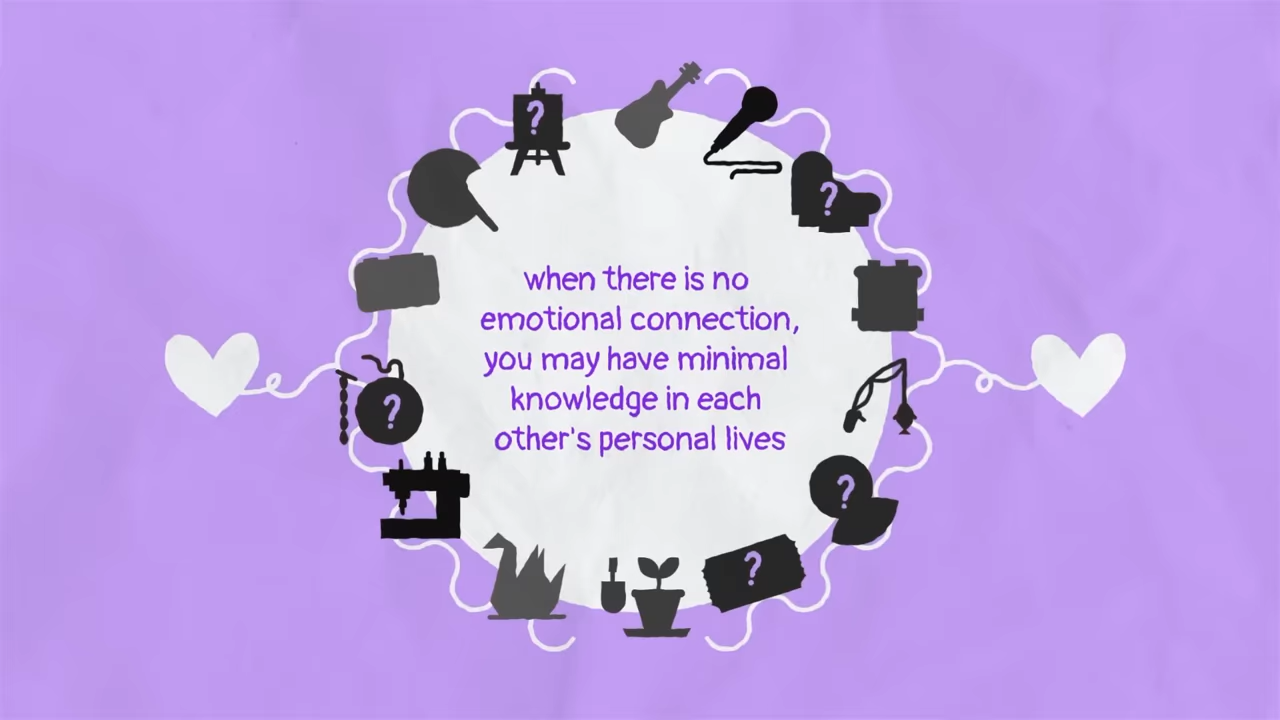 when there is no
emotional connection,
you may have minimal
knowledge in each
other's personal lives
?
?
?
?
?